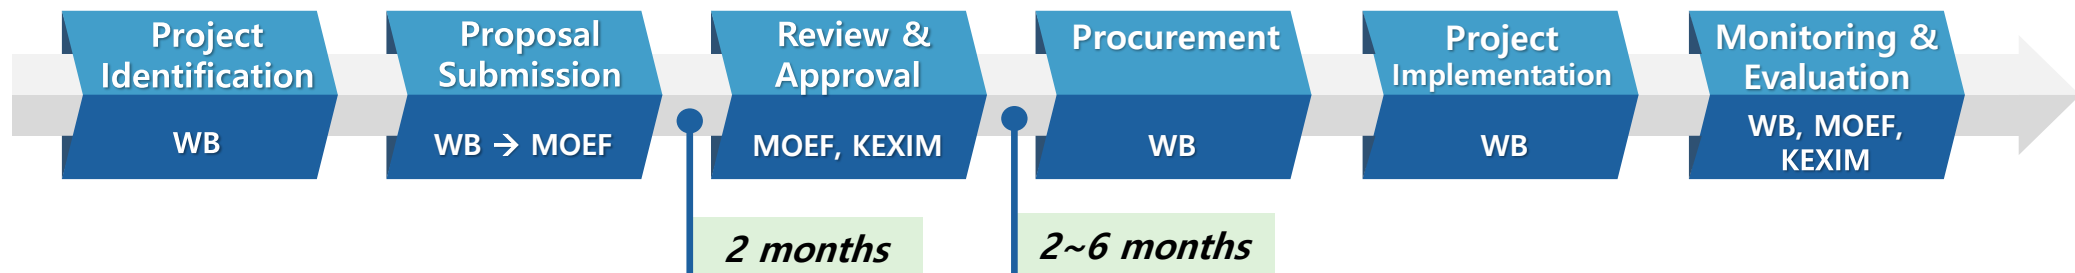 Project
Identification
WB
Proposal
Submission
WB → MOEF
Review &
Approval
MOEF, KEXIM
Procurement
WB
Project
Implementation
WB
Monitoring &
Evaluation
WB, MOEF,
KEXIM
2 months
2~6 months